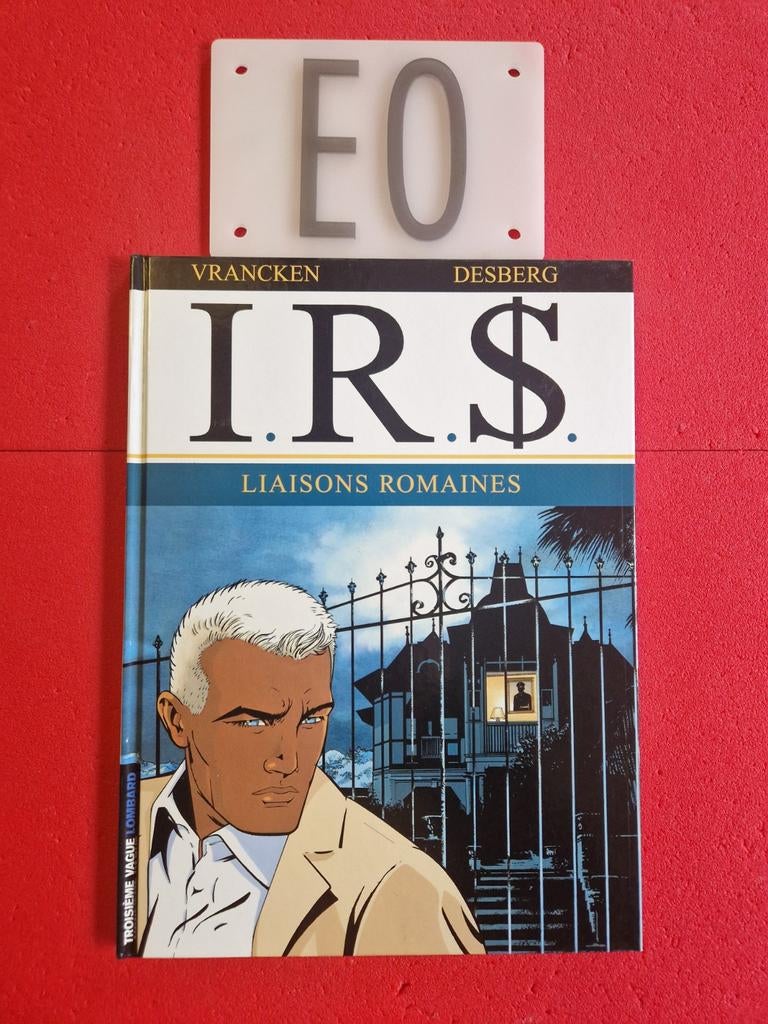 EO
VRANCKEN DESBERG
I.R.$.
LIAISONS ROMAINES
TROISIÈME VAGUE LOMBARD